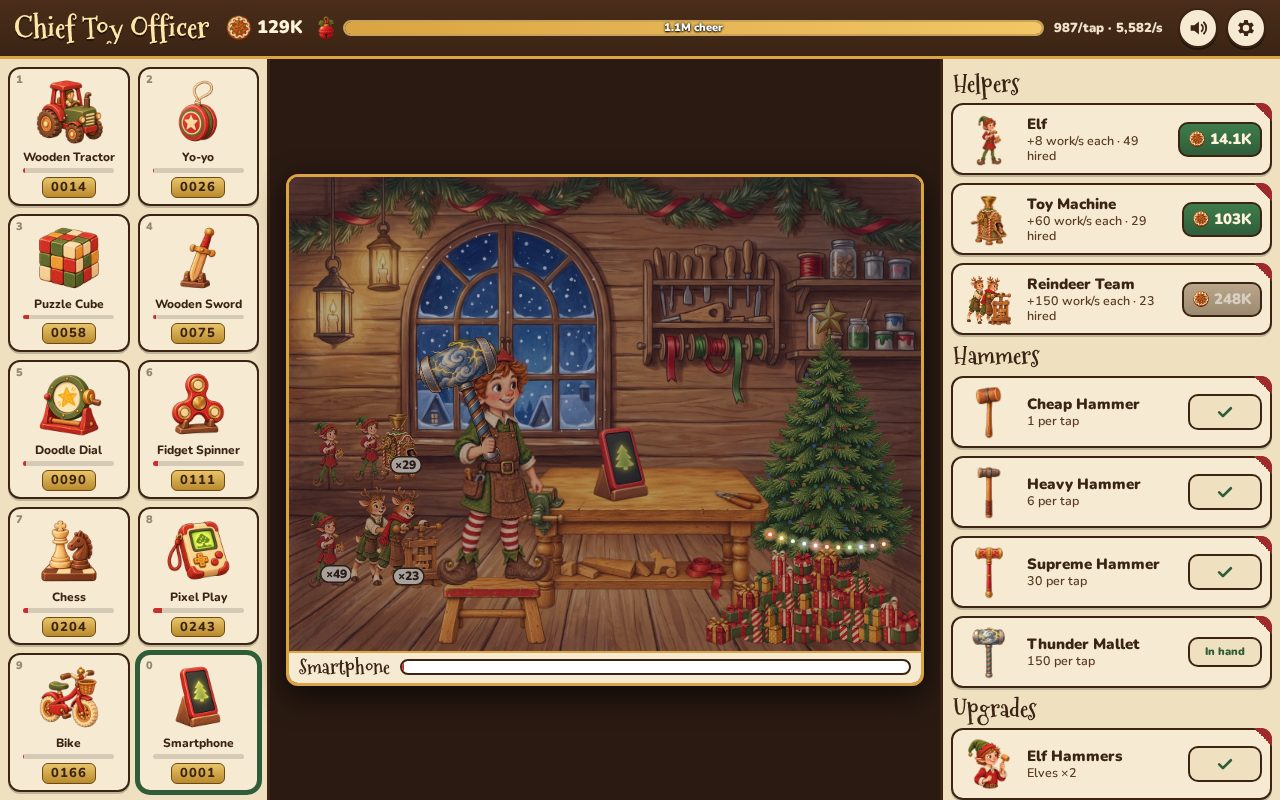 Chief Toy Officer
129K
1.1M cheer
987/tap · 5,582/s
1
Wooden Tractor
0014
2
Yo-yo
0026
3
Puzzle Cube
0058
4
Wooden Sword
0075
5
Doodle Dial
0090
6
Fidget Spinner
0111
7
Chess
0204
8
Pixel Play
0243
9
Bike
0166
0
Smartphone
0001
×29
×49
×23
Smartphone
Helpers
Elf
+8 work/s each · 49
hired
14.1K
Toy Machine
+60 work/s each · 29
hired
103K
Reindeer Team
+150 work/s each · 23
hired
248K
Hammers
Cheap Hammer
1 per tap
Heavy Hammer
6 per tap
Supreme Hammer
30 per tap
Thunder Mallet
150 per tap
In hand
Upgrades
Elf Hammers
Elves ×2